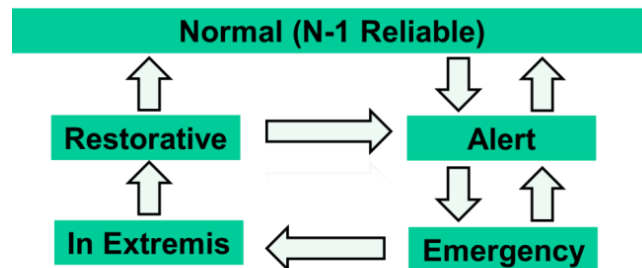 Normal (N-1 Reliable)
Restorative
Alert
In Extremis
Emergency